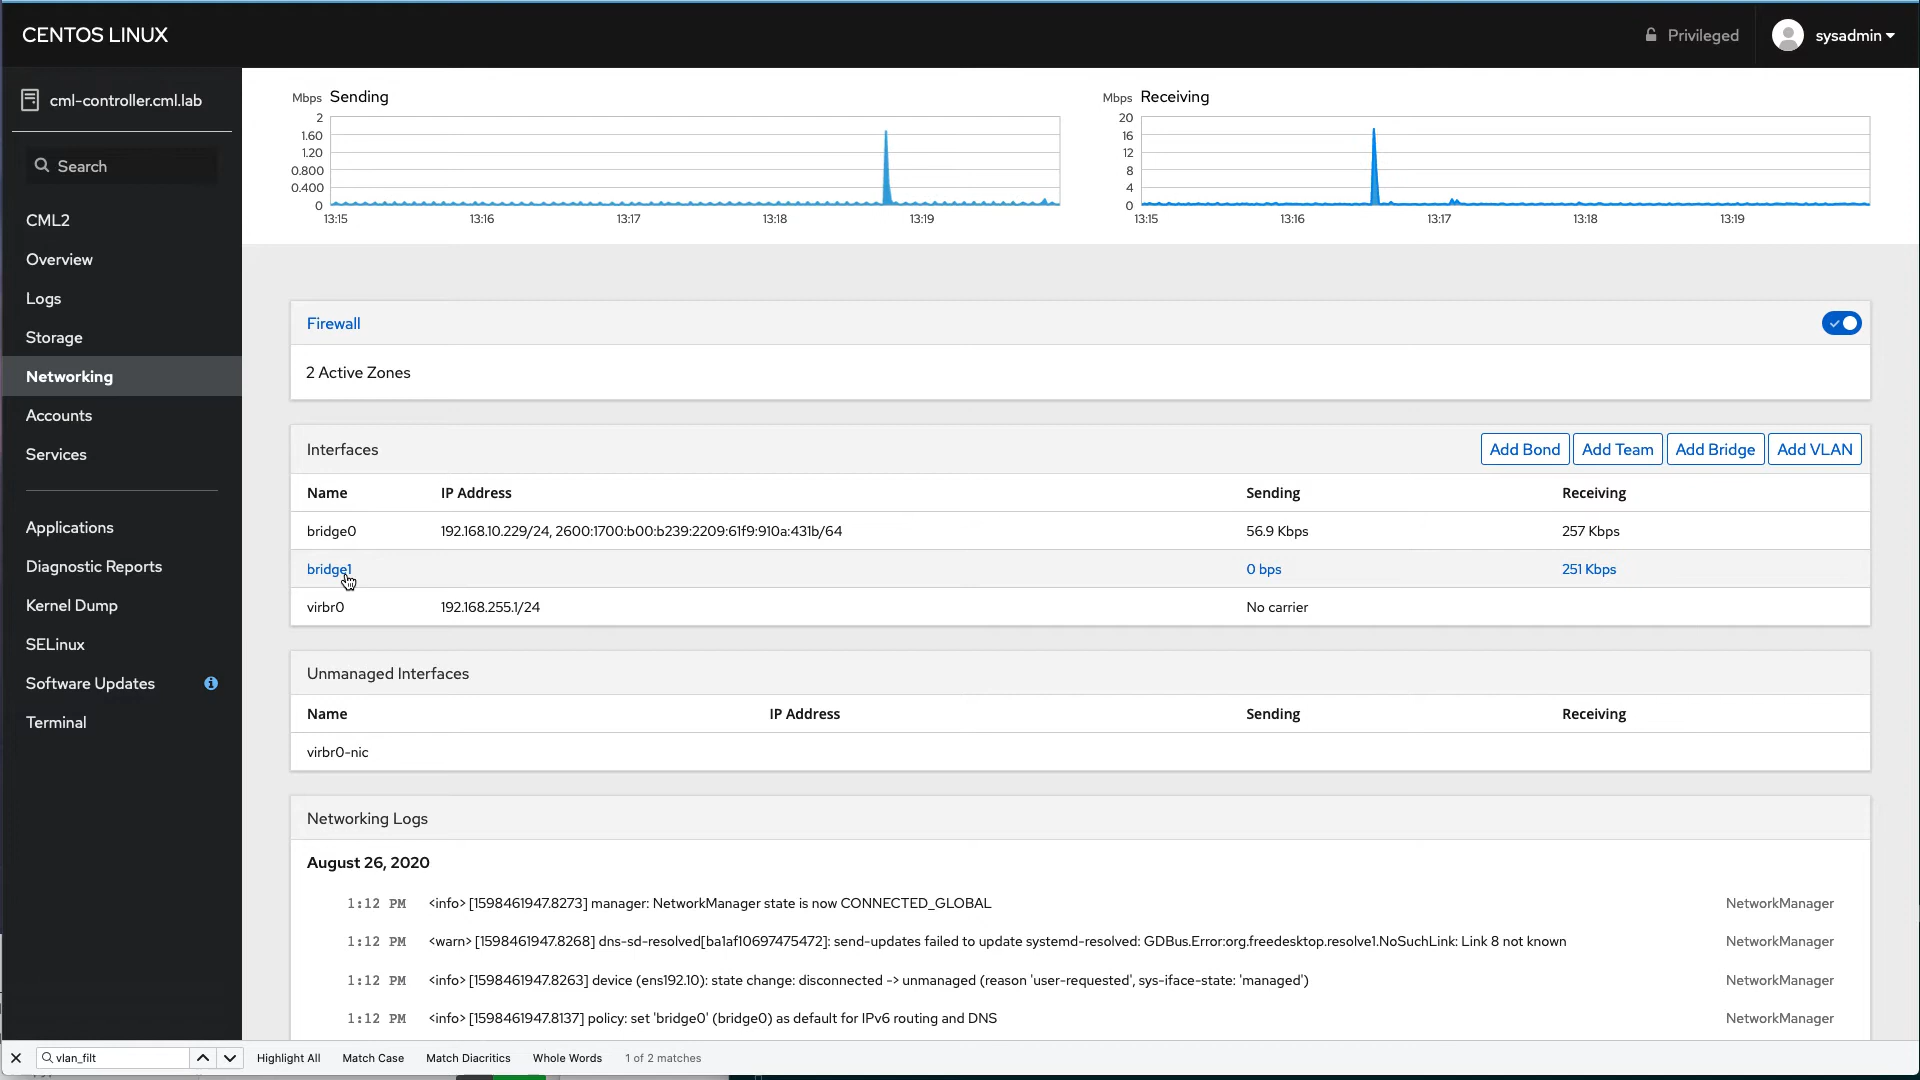 CENTOS LINUX
Privileged
sysadmin
cml-controller.cml.lab
Search
CML2
Overview
Logs
Storage
Networking
Accounts
Services
Applications
Diagnostic Reports
Kernel Dump
SELinux
Software Updates
Terminal
Mbps Sending
2
1.60
1.20
0.800
0.400
0
13:15 13:16 13:17 13:18 13:19
Mbps Receiving
20
16
12
8
4
0
13:15 13:16 13:17 13:18 13:19
Firewall
2 Active Zones
Interfaces
Add Bond Add Team Add Bridge Add VLAN
Name IP Address Sending Receiving
bridge0 192.168.10.229/24, 2600:1700:b00:b239:2209:61f9:910a:431b/64 56.9 Kbps 257 Kbps
bridge1 0 bps 251 Kbps
virbr0 192.168.255.1/24 No carrier
Unmanaged Interfaces
Name IP Address Sending Receiving
virbr0-nic
Networking Logs
August 26, 2020
1:12 PM <info> [1598461947.8273] manager: NetworkManager state is now CONNECTED_GLOBAL NetworkManager
1:12 PM <warn> [1598461947.8268] dns-sd-resolved[ba1af10697475472]: send-updates failed to update systemd-resolved: GDBus.Error:org.freedesktop.resolve1.NoSuchLink: Link 8 not known NetworkManager
1:12 PM <info> [1598461947.8263] device (ens192.10): state change: disconnected -> unmanaged (reason 'user-requested', sys-iface-state: 'managed') NetworkManager
1:12 PM <info> [1598461947.8137] policy: set 'bridge0' (bridge0) as default for IPv6 routing and DNS NetworkManager
vlan_filt Highlight All Match Case Match Diacritics Whole Words 1 of 2 matches